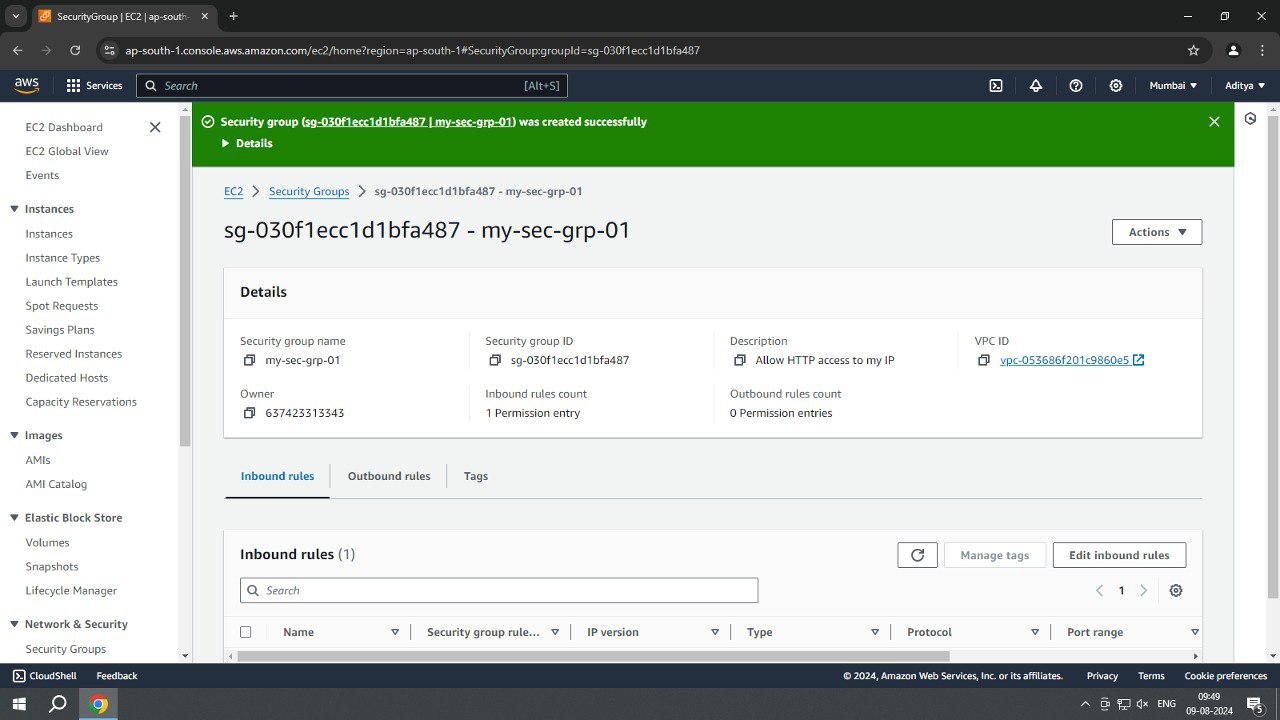 SecurityGroup | EC2 | ap-south-
ap-south-1.console.aws.amazon.com/ec2/home?region=ap-south-1#SecurityGroup:groupId=sg-030f1ecc1d1bfa487
aws Services Search [Alt+S] Mumbai Aditya
EC2 Dashboard
EC2 Global View
Events
Instances
Instances
Instance Types
Launch Templates
Spot Requests
Savings Plans
Reserved Instances
Dedicated Hosts
Capacity Reservations
Images
AMIs
AMI Catalog
Elastic Block Store
Volumes
Snapshots
Lifecycle Manager
Network & Security
Security Groups
Security group (sg-030f1ecc1d1bfa487 | my-sec-grp-01) was created successfully
Details
EC2 Security Groups sg-030f1ecc1d1bfa487 - my-sec-grp-01
sg-030f1ecc1d1bfa487 - my-sec-grp-01
Actions
Details
Security group name
my-sec-grp-01
Security group ID
sg-030f1ecc1d1bfa487
Description
Allow HTTP access to my IP
VPC ID
vpc-053686f201c9860e5
Owner
637423313343
Inbound rules count
1 Permission entry
Outbound rules count
0 Permission entries
Inbound rules Outbound rules Tags
Inbound rules (1)
Manage tags Edit inbound rules
Search
1
Name Security group rule... IP version Type Protocol Port range
CloudShell Feedback © 2024, Amazon Web Services, Inc. or its affiliates. Privacy Terms Cookie preferences
ENG
09:49
09-08-2024
5